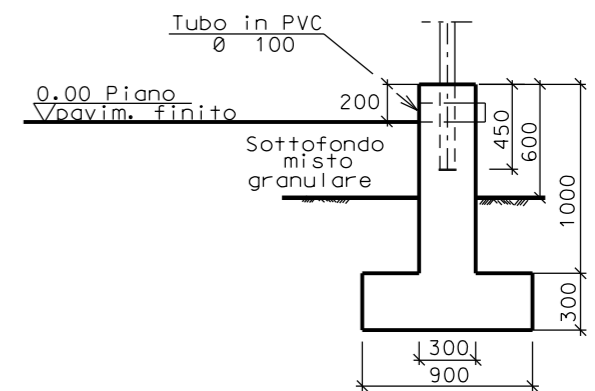 Tubo in PVC
Ø 100
0.00 Piano
pavim. finito
200
Sottofondo
misto
granulare
450
600
1000
300
300
900